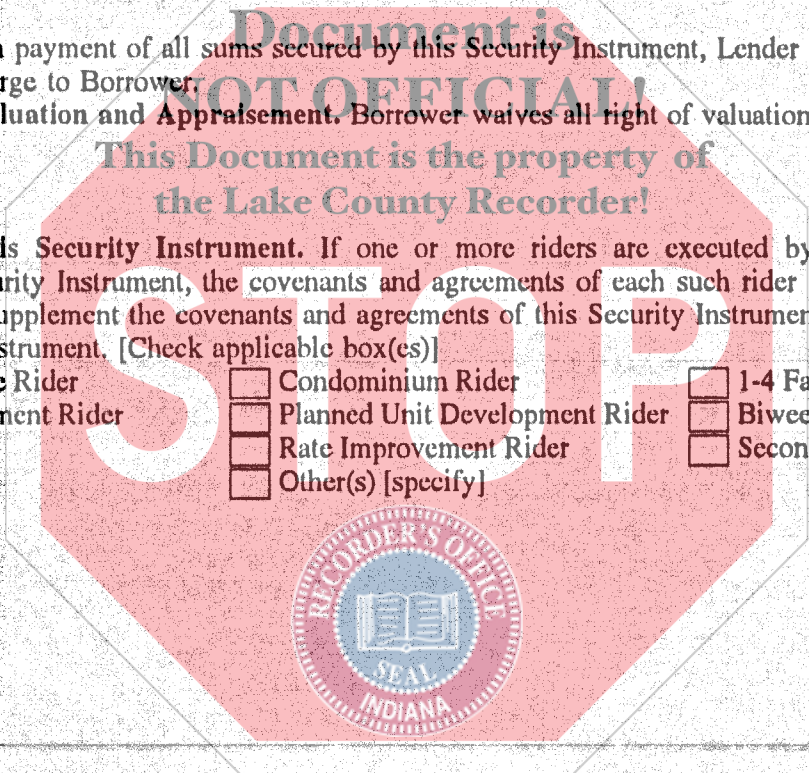 Document is
payment of all sums secured by this Security Instrument, Lender
rge to Borrower.
NOT OFFICIAL!
luation and Appraisement. Borrower waives all right of valuation
This Document is the property of
the Lake County Recorder!
is Security Instrument. If one or more riders are executed by
urity Instrument, the covenants and agreements of each such rider
upplement the covenants and agreements of this Security Instrumen
strument. [Check applicable box(es)]
STOP
e Rider Condominium Rider 1-4 Fa
nent Rider Planned Unit Development Rider Biwee
Rate Improvement Rider Secon
Other(s) [specify]
RECORDER'S OFFICE
SEAL
INDIANA